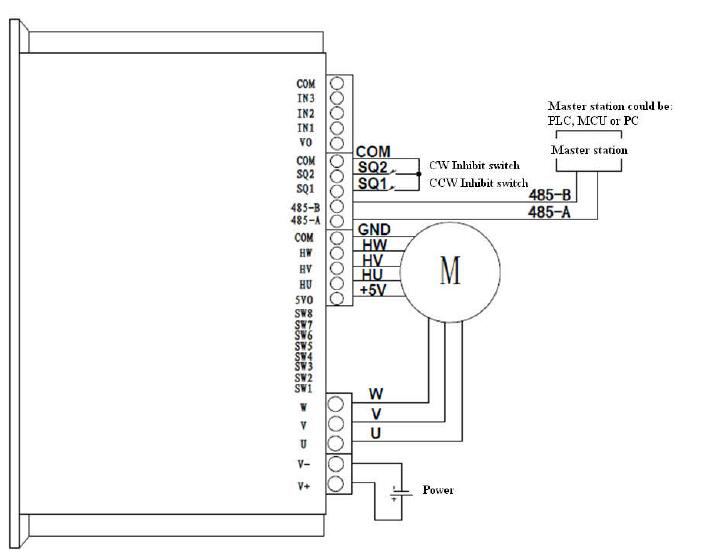 COM
IN3
IN2
IN1
VO
COM
SQ2
SQ1
485-B
485-A
COM
HW
HV
HU
5VO
SW8
SW7
SW6
SW5
SW4
SW3
SW2
SW1
W
V
U
V-
V+
COM
SQ2
SQ1
CW Inhibit switch
CCW Inhibit switch
Master station could be:
PLC, MCU or PC
Master station
485-B
485-A
GND
HW
HV
HU
+5V
M
W
V
U
- 
+
Power